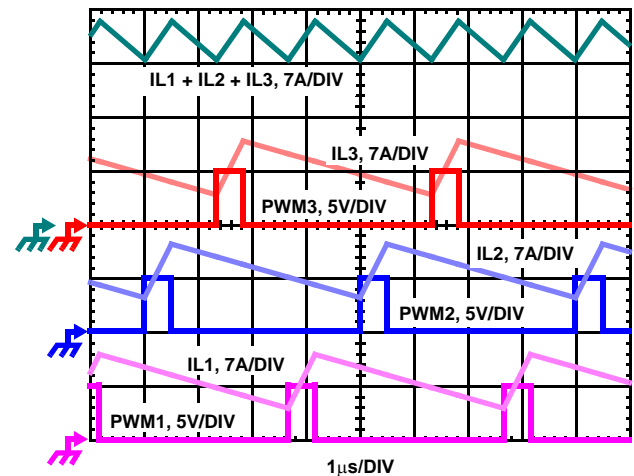 IL1 + IL2 + IL3, 7A/DIV
IL3, 7A/DIV
PWM3, 5V/DIV
IL2, 7A/DIV
PWM2, 5V/DIV
IL1, 7A/DIV
PWM1, 5V/DIV
1μs/DIV